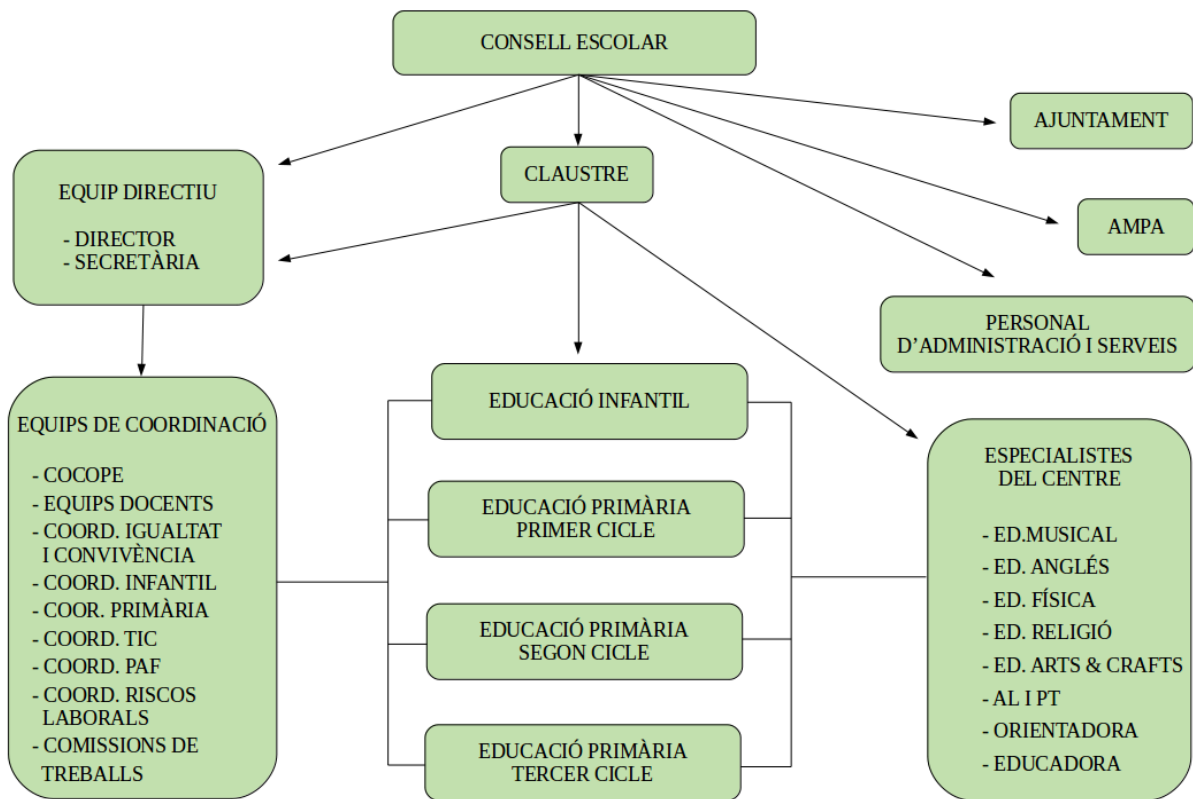 CONSELL ESCOLAR
AJUNTAMENT
CLAUSTRE
EQUIP DIRECTIU
- DIRECTOR
- SECRETÀRIA
AMPA
PERSONAL
D’ADMINISTRACIÓ I SERVEIS
EQUIPS DE COORDINACIÓ
- COCOPE
- EQUIPS DOCENTS
- COORD. IGUALTAT
I CONVIVÈNCIA
- COORD. INFANTIL
- COOR. PRIMÀRIA
- COORD. TIC
- COORD. PAF
- COORD. RISCOS
LABORALS
- COMISSIONS DE
TREBALLS
EDUCACIÓ INFANTIL
EDUCACIÓ PRIMÀRIA
PRIMER CICLE
EDUCACIÓ PRIMÀRIA
SEGON CICLE
EDUCACIÓ PRIMÀRIA
TERCER CICLE
ESPECIALISTES
DEL CENTRE
- ED.MUSICAL
- ED. ANGLÉS
- ED. FÍSICA
- ED. RELIGIÓ
- ED. ARTS & CRAFTS
- AL I PT
- ORIENTADORA
- EDUCADORA